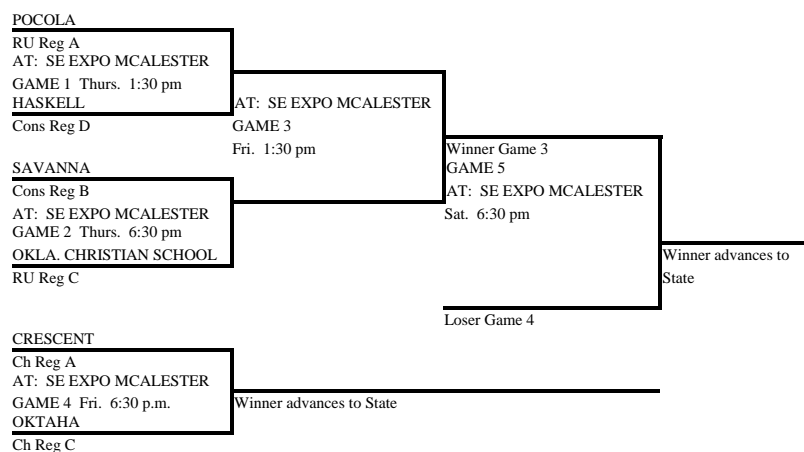 POCOLA
RU Reg A
AT: SE EXPO MCALESTER
GAME 1 Thurs. 1:30 pm
HASKELL
Cons Reg D
AT: SE EXPO MCALESTER
GAME 3
Fri. 1:30 pm
SAVANNA
Cons Reg B
AT: SE EXPO MCALESTER
GAME 2 Thurs. 6:30 pm
OKLA. CHRISTIAN SCHOOL
RU Reg C
Winner Game 3
GAME 5
AT: SE EXPO MCALESTER
Sat. 6:30 pm
Loser Game 4
Winner advances to
State
CRESCENT
Ch Reg A
AT: SE EXPO MCALESTER
GAME 4 Fri. 6:30 p.m.
OKTAHA
Ch Reg C
Winner advances to State